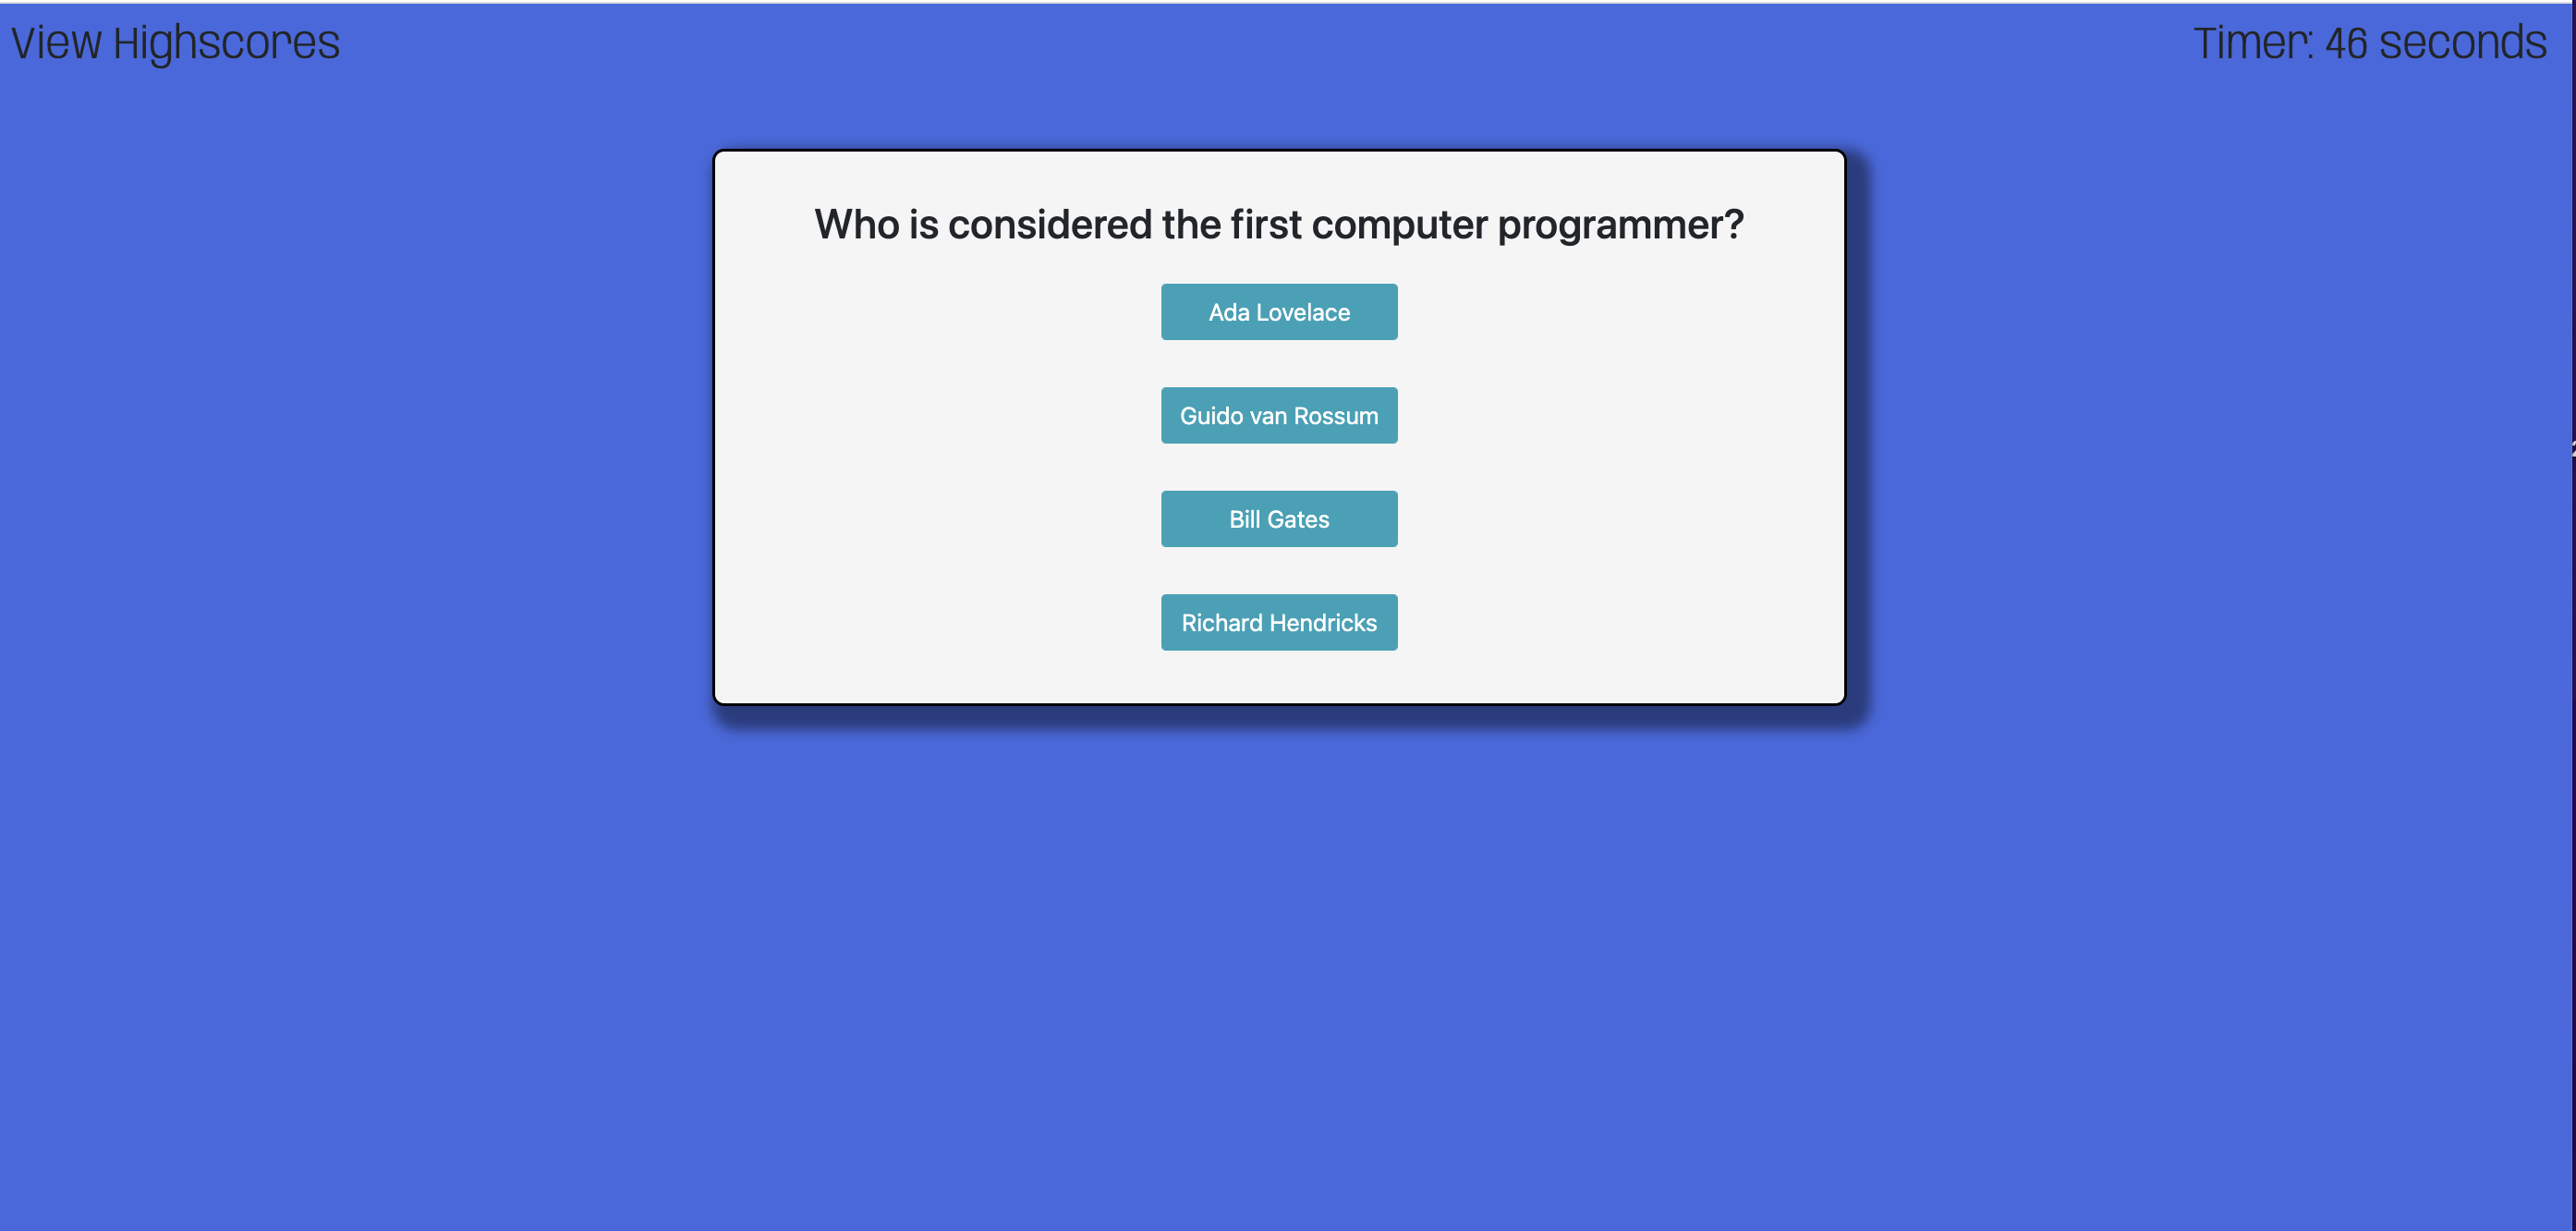 View Highscores
Timer: 46 seconds
Who is considered the first computer programmer?
Ada Lovelace
Guido van Rossum
Bill Gates
Richard Hendricks